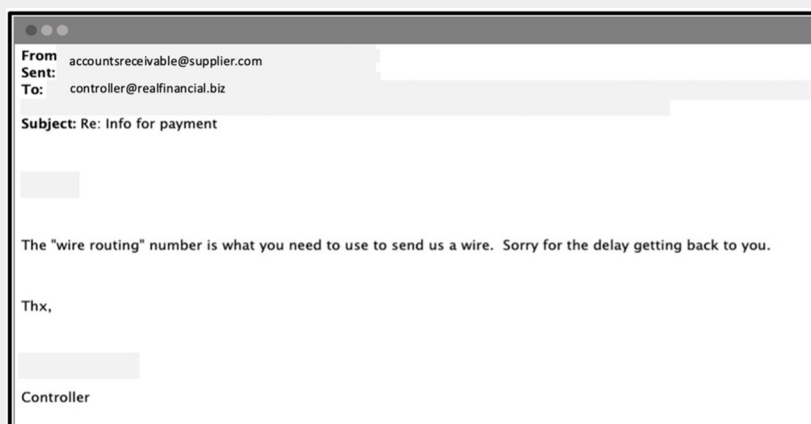 From accountsreceivable@supplier.com
Sent:
To: controller@realfinancial.biz
Subject: Re: Info for payment
The "wire routing" number is what you need to use to send us a wire. Sorry for the delay getting back to you.
Thx,
Controller